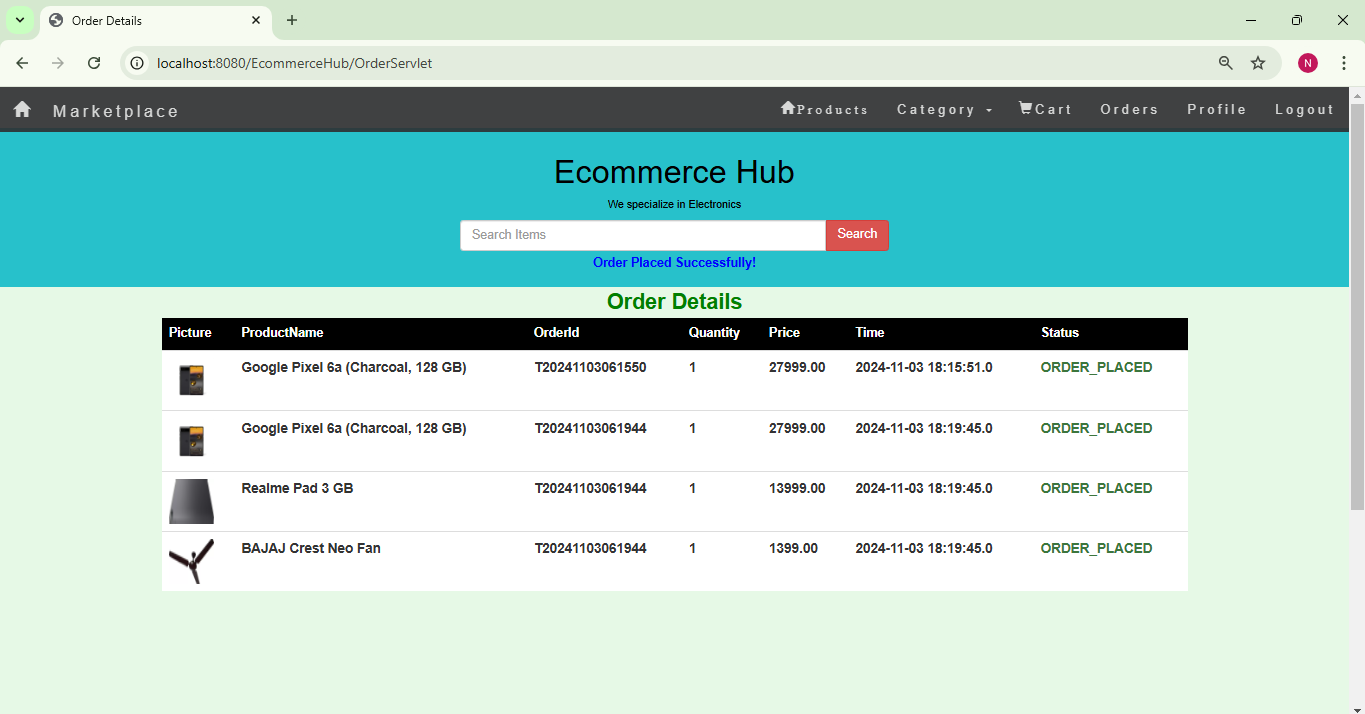 Order Details
localhost:8080/EcommerceHub/OrderServlet
N
Marketplace Products Category Cart Orders Profile Logout
Ecommerce Hub
We specialize in Electronics
Search Items Search
Order Placed Successfully!
Order Details
Picture ProductName OrderId Quantity Price Time Status
Google Pixel 6a (Charcoal, 128 GB) T20241103061550 1 27999.00 2024-11-03 18:15:51.0 ORDER_PLACED
Google Pixel 6a (Charcoal, 128 GB) T20241103061944 1 27999.00 2024-11-03 18:19:45.0 ORDER_PLACED
Realme Pad 3 GB T20241103061944 1 13999.00 2024-11-03 18:19:45.0 ORDER_PLACED
BAJAJ Crest Neo Fan T20241103061944 1 1399.00 2024-11-03 18:19:45.0 ORDER_PLACED